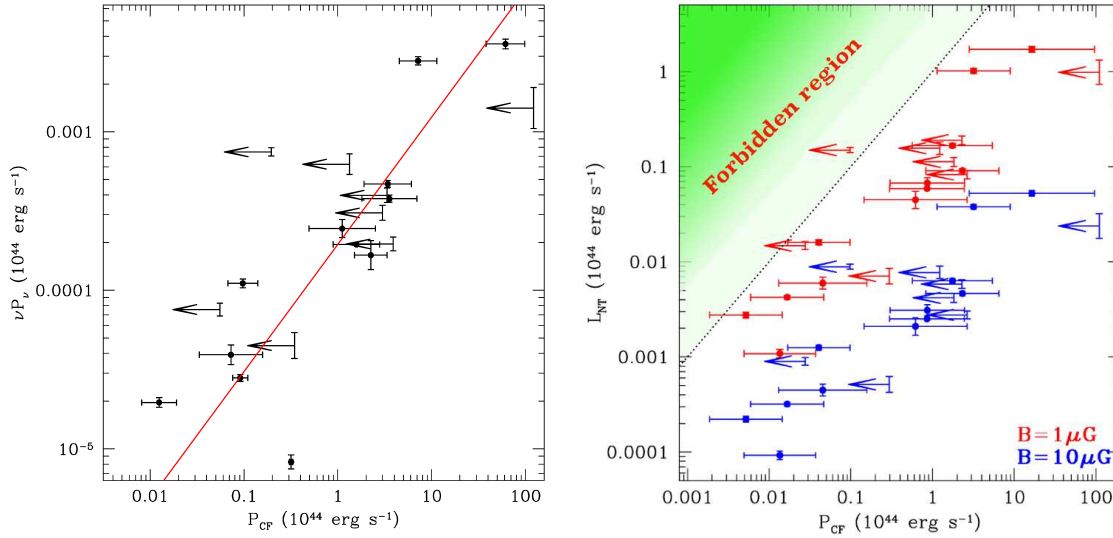 0.001
0.0001
10⁻⁵
νPᵥ (10⁴⁴ erg s⁻¹)
0.01 0.1 1 10 100
P_CF (10⁴⁴ erg s⁻¹)
Forbidden region
1
0.1
0.01
0.001
0.0001
L_NT (10⁴⁴ erg s⁻¹)
B=1μG
B=10μG
0.001 0.01 0.1 1 10 100
P_CF (10⁴⁴ erg s⁻¹)